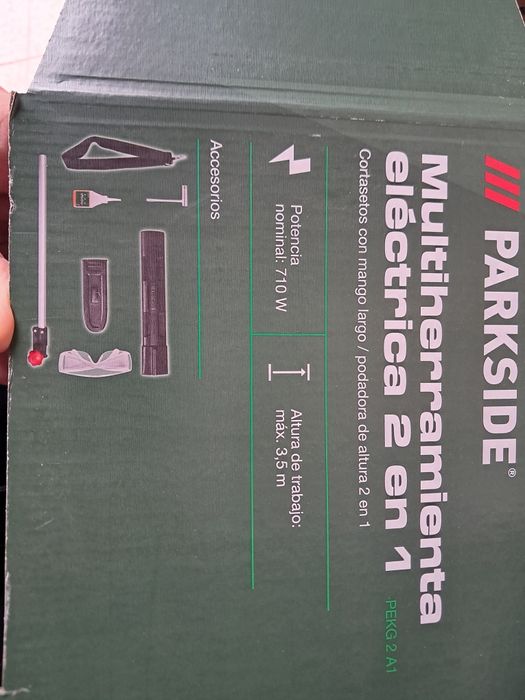 PARKSIDE®
Multiherramienta
eléctrica 2 en 1 PEKG 2 A1
Cortasetos con mango largo / podadora de altura 2 en 1
Potencia
nominal: 710 W
Altura de trabajo:
máx. 3,5 m
Accesorios